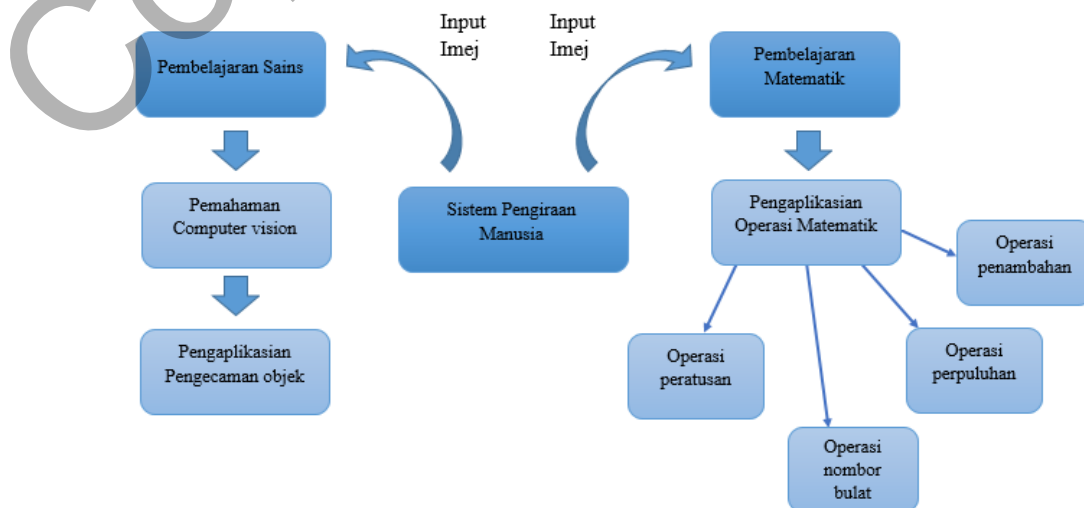 Input
Imej
Input
Imej
Pembelajaran Sains
Pembelajaran
Matematik
Pemahaman
Computer vision
Sistem Pengiraan
Manusia
Pengaplikasian
Operasi Matematik
Operasi
penambahan
Pengaplikasian
Pengecaman objek
Operasi
peratusan
Operasi
perpuluhan
Operasi
nombor
bulat